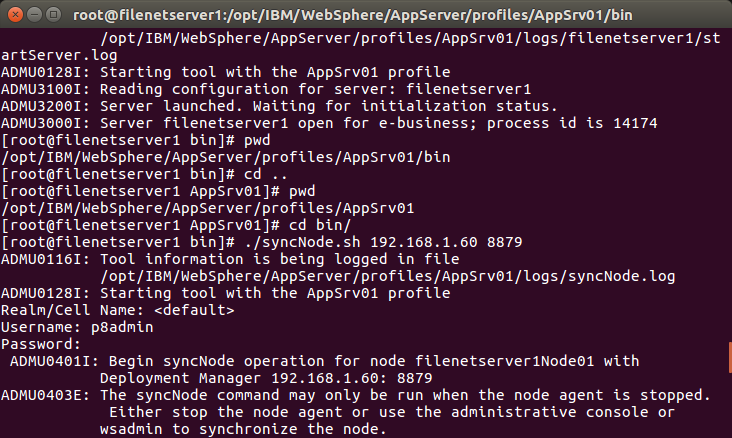 root@filenetserver1:/opt/IBM/WebSphere/AppServer/profiles/AppSrv01/bin
/opt/IBM/WebSphere/AppServer/profiles/AppSrv01/logs/filenetserver1/st
artServer.log
ADMU0128I: Starting tool with the AppSrv01 profile
ADMU3100I: Reading configuration for server: filenetserver1
ADMU3200I: Server launched. Waiting for initialization status.
ADMU3000I: Server filenetserver1 open for e-business; process id is 14174
[root@filenetserver1 bin]# pwd
/opt/IBM/WebSphere/AppServer/profiles/AppSrv01/bin
[root@filenetserver1 bin]# cd ..
[root@filenetserver1 AppSrv01]# pwd
/opt/IBM/WebSphere/AppServer/profiles/AppSrv01
[root@filenetserver1 AppSrv01]# cd bin/
[root@filenetserver1 bin]# ./syncNode.sh 192.168.1.60 8879
ADMU0116I: Tool information is being logged in file
/opt/IBM/WebSphere/AppServer/profiles/AppSrv01/logs/syncNode.log
ADMU0128I: Starting tool with the AppSrv01 profile
Realm/Cell Name: <default>
Username: p8admin
Password:
ADMU0401I: Begin syncNode operation for node filenetserver1Node01 with
Deployment Manager 192.168.1.60: 8879
ADMU0403E: The syncNode command may only be run when the node agent is stopped.
Either stop the node agent or use the administrative console or
wsadmin to synchronize the node.